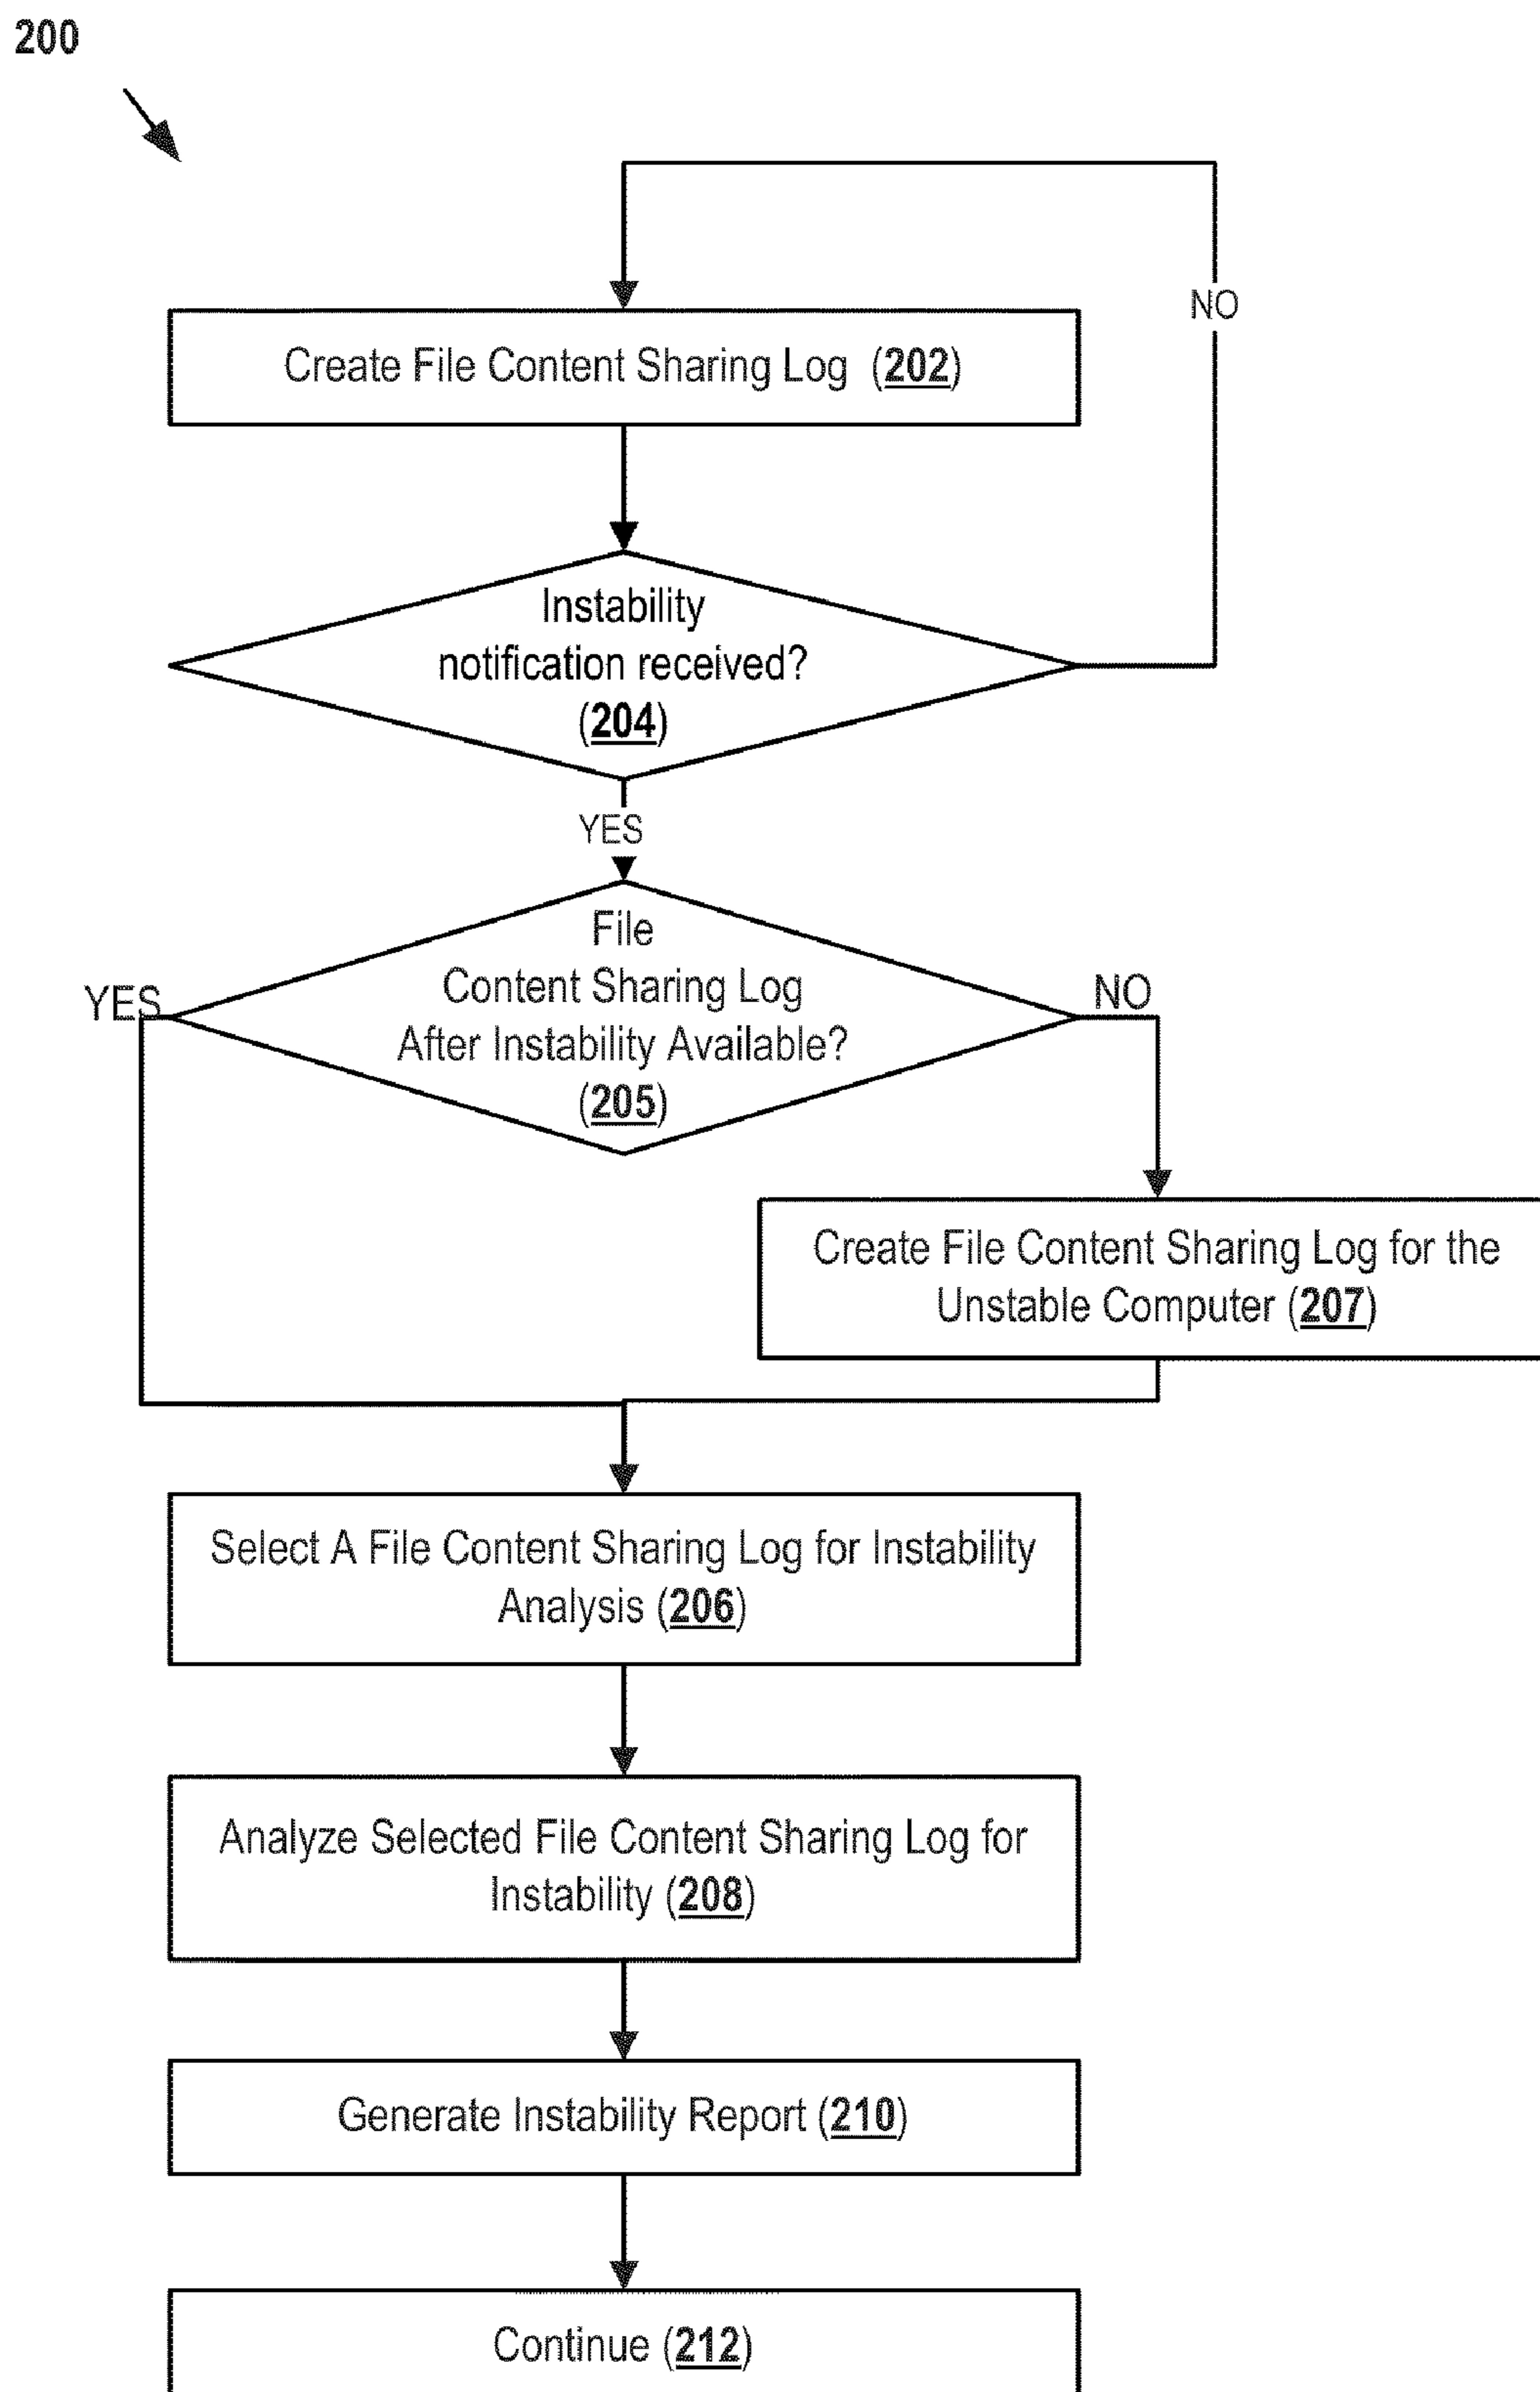 200
NO
Create File Content Sharing Log (202)
Instability
notification received?
(204)
YES
File
Content Sharing Log
After Instability Available?
(205)
YES
NO
Create File Content Sharing Log for the
Unstable Computer (207)
Select A File Content Sharing Log for Instability
Analysis (206)
Analyze Selected File Content Sharing Log for
Instability (208)
Generate Instability Report (210)
Continue (212)